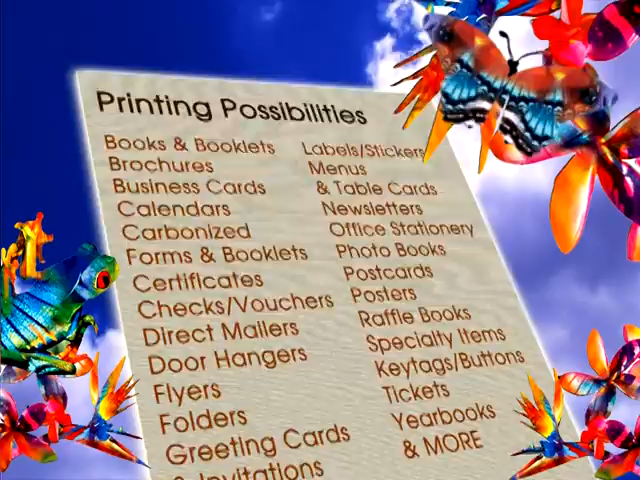 Printing Possibilities
Books & Booklets
Brochures
Business Cards
Calendars
Carbonized
Forms & Booklets
Certificates
Checks/Vouchers
Direct Mailers
Door Hangers
Flyers
Folders
Greeting Cards
& Invitations
Labels/Stickers
Menus
& Table Cards
Newsletters
Office Stationery
Photo Books
Postcards
Posters
Raffle Books
Specialty Items
Keytags/Buttons
Tickets
Yearbooks
& MORE